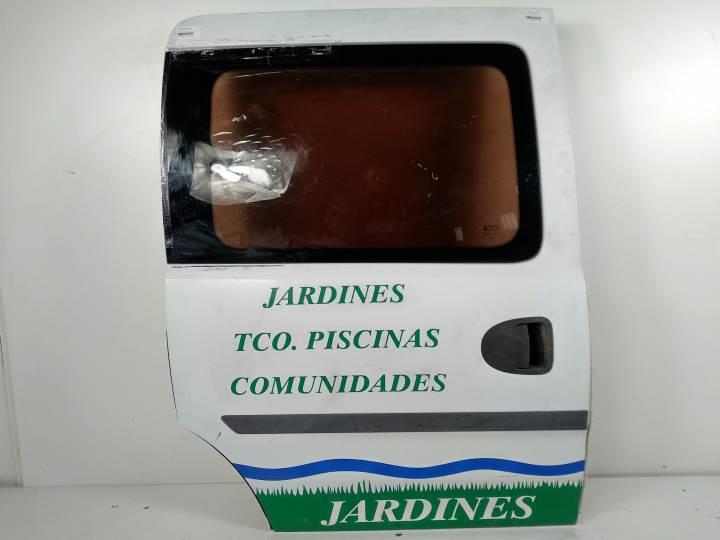 JARDINES
TCO. PISCINAS
COMUNIDADES
JARDINES